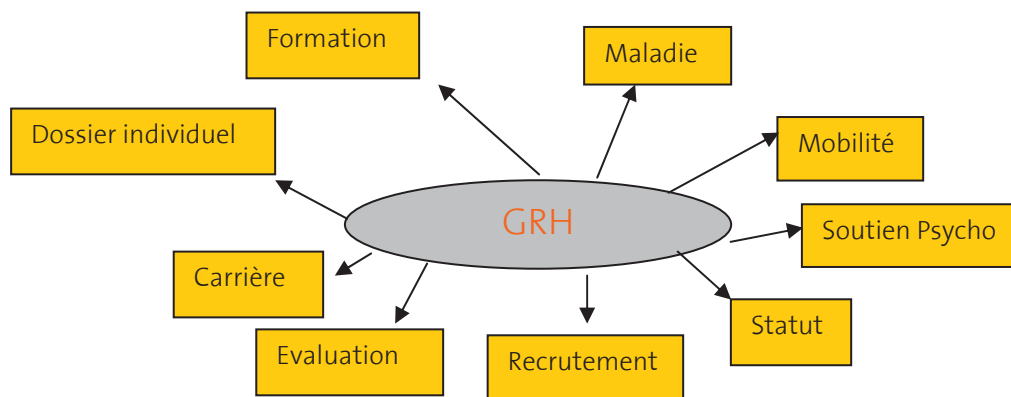 Formation
Maladie
Dossier individuel
Mobilité
GRH
Soutien Psycho
Carrière
Statut
Evaluation
Recrutement